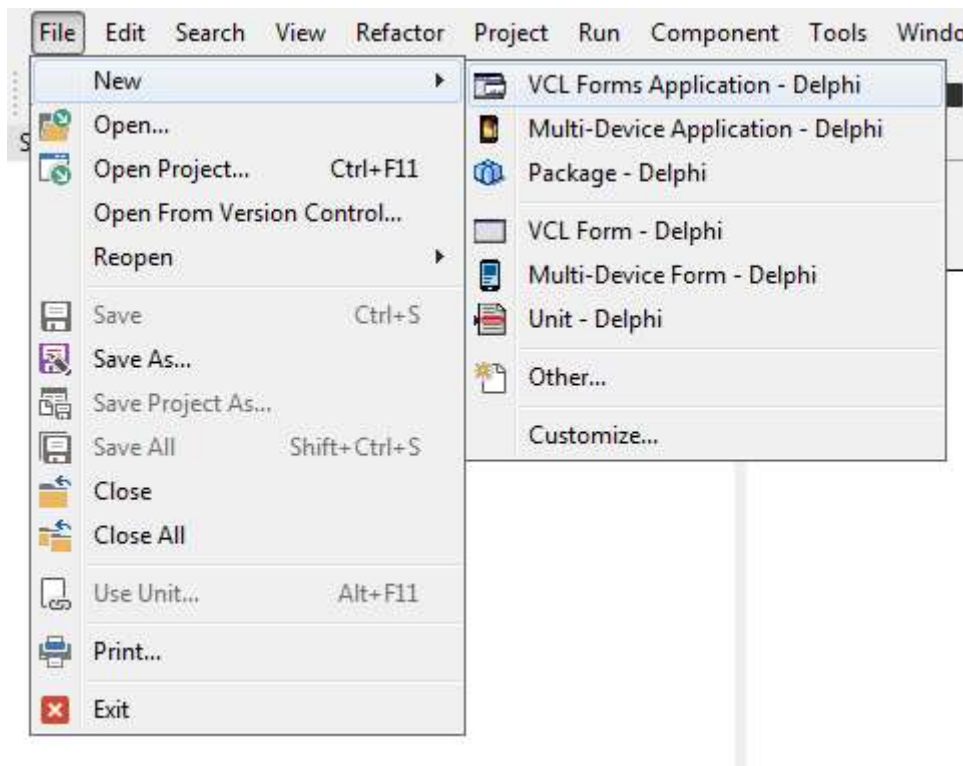 File Edit Search View Refactor Project Run Component Tools
New
Open...
Open Project... Ctrl+F11
Open From Version Control...
Reopen
Save Ctrl+S
Save As...
Save Project As...
Save All Shift+Ctrl+S
Close
Close All
Use Unit... Alt+F11
Print...
Exit
VCL Forms Application - Delphi
Multi-Device Application - Delphi
Package - Delphi
VCL Form - Delphi
Multi-Device Form - Delphi
Unit - Delphi
Other...
Customize...